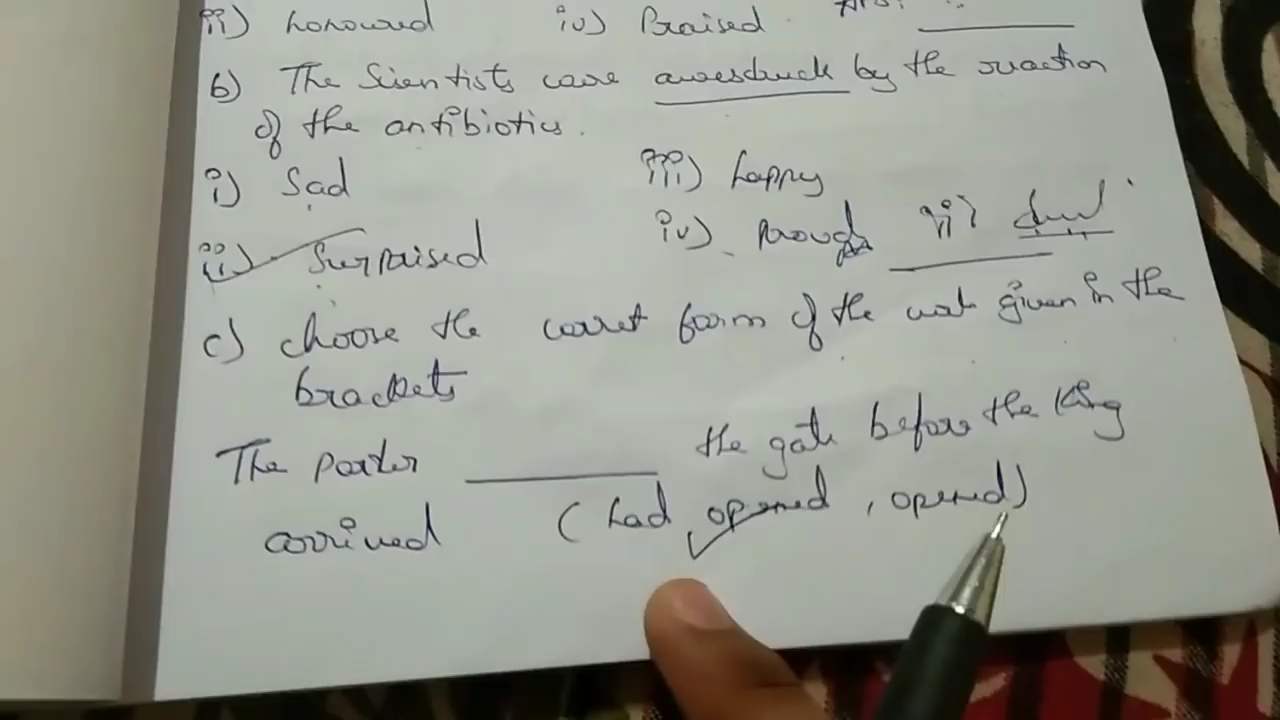 iii) honoured iv) Praised Ans:
b) The Scientists were awestruck by the reaction
of the antibiotics.
i) Sad iii) happy
ii) Surprised iv) Proud ii)
c) choose the correct form of the verb given in the
brackets
The porter the gate before the King
arrived (had opened, opened)